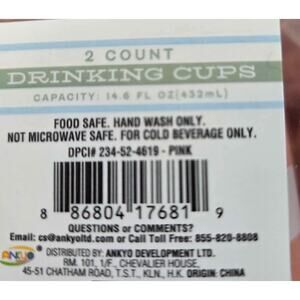 2 COUNT
DRINKING CUPS
CAPACITY: 14.6 FL OZ(432mL)
FOOD SAFE. HAND WASH ONLY.
NOT MICROWAVE SAFE. FOR COLD BEVERAGE ONLY.
DPCI# 234-52-4619 - PINK
8 86804 17681 9
QUESTIONS or COMMENTS?
Email: cs@ankyoltd.com or Call Toll Free: 855-820-8808
ANKYO
DISTRIBUTED BY: ANKYO DEVELOPMENT LTD.
RM. 101, 1/F., CHEVALIER HOUSE,
45-51 CHATHAM ROAD, T.S.T., KLN., H.K. ORIGIN: CHINA